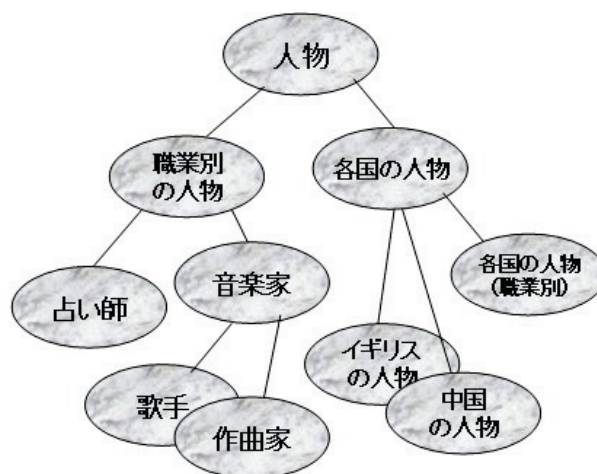 人物
職業別
の人物
各国の人物
占い師
音楽家
各国の人物
(職業別)
歌手
作曲家
イギリス
の人物
中国
の人物